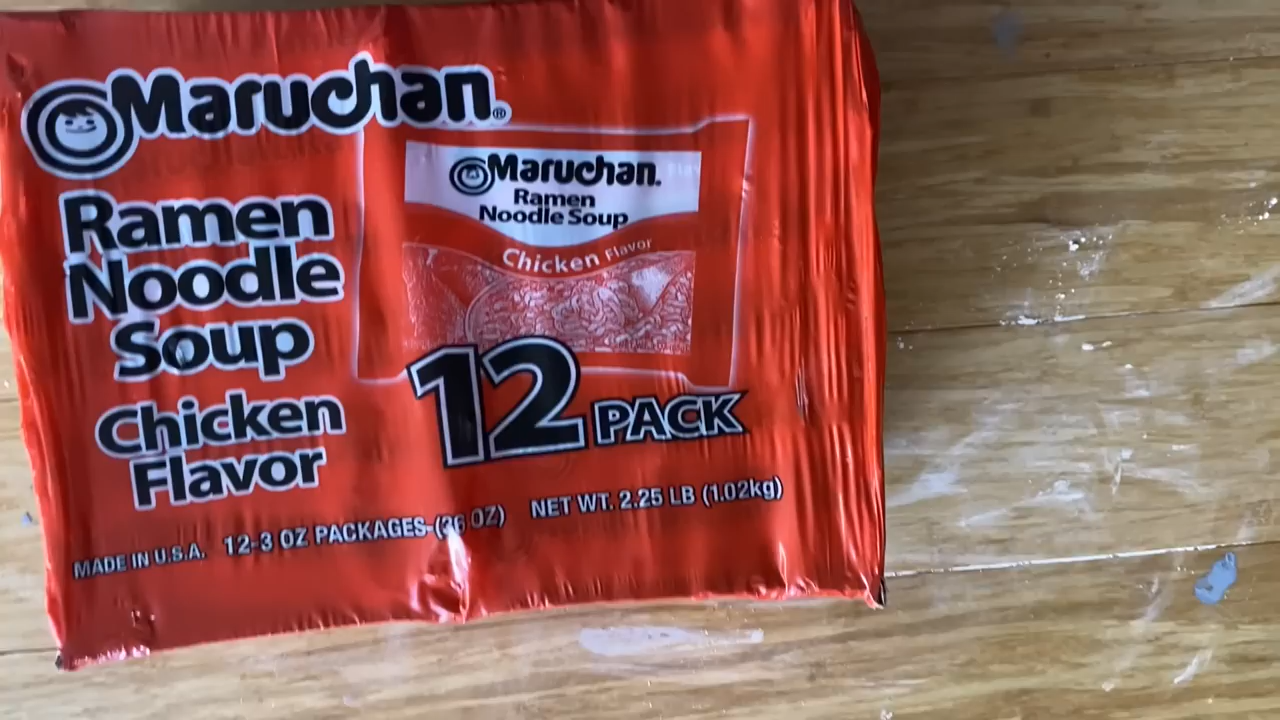 Maruchan®
Ramen
Noodle
Soup
Chicken
Flavor
Maruchan.
Ramen
Noodle Soup
Chicken Flavor
12 PACK
MADE IN U.S.A. 12-3 OZ PACKAGES-(36 OZ) NET WT. 2.25 LB (1.02kg)